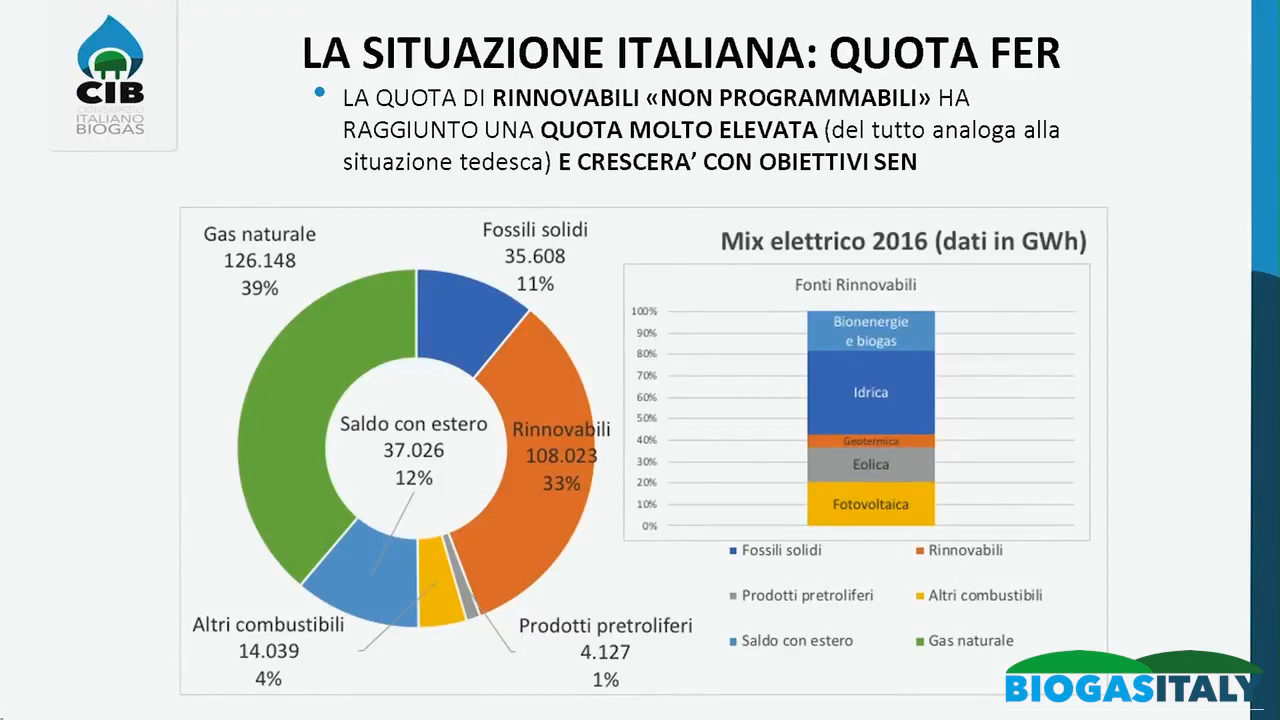 LA SITUAZIONE ITALIANA: QUOTA FER
CIB
CONSORZIO
ITALIANO
BIOGAS
• LA QUOTA DI RINNOVABILI «NON PROGRAMMABILI» HA
RAGGIUNTO UNA QUOTA MOLTO ELEVATA (del tutto analoga alla
situazione tedesca) E CRESCERA’ CON OBIETTIVI SEN
Gas naturale
126.148
39%
Fossili solidi
35.608
11%
Saldo con estero
37.026
12%
Rinnovabili
108.023
33%
Altri combustibili
14.039
4%
Prodotti pretroliferi
4.127
1%
Mix elettrico 2016 (dati in GWh)
Fonti Rinnovabili
100%
90%
80%
70%
60%
50%
40%
30%
20%
10%
0%
Bionenergie
e biogas
Idrica
Geotermica
Eolica
Fotovoltaica
Fossili solidi
Rinnovabili
Prodotti pretroliferi
Altri combustibili
Saldo con estero
Gas naturale
BIOGASITALY